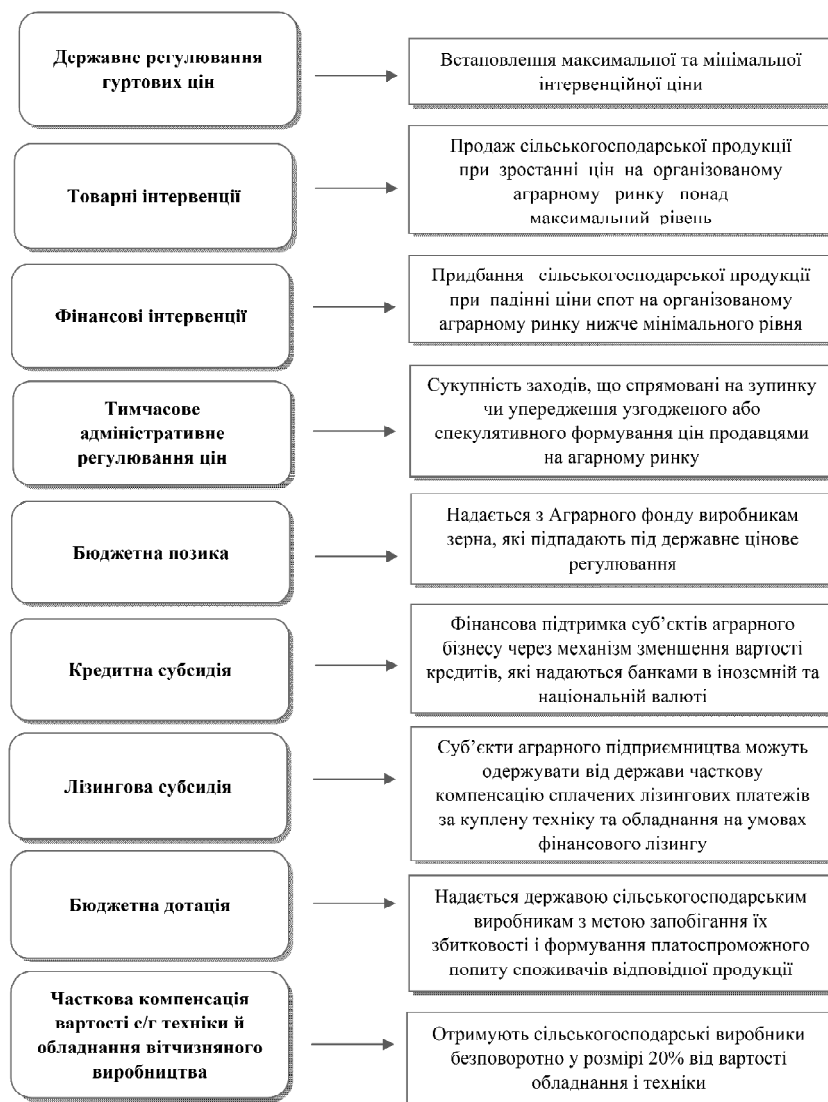 Державне регулювання
гуртових цін
Встановлення максимальної та мінімальної
інтервенційної ціни
Товарні інтервенції
Продаж сільськогосподарської продукції
при зростанні цін на організованому
аграрному ринку понад
максимальний рівень
Фінансові інтервенції
Придбання сільськогосподарської продукції
при падінні ціни спот на організованому
аграрному ринку нижче мінімального рівня
Тимчасове
адміністративне
регулювання цін
Сукупність заходів, що спрямовані на зупинку
чи упередження узгодженого або
спекулятивного формування цін продавцями
на агарному ринку
Бюджетна позика
Надається з Аграрного фонду виробникам
зерна, які підпадають під державне цінове
регулювання
Кредитна субсидія
Фінансова підтримка суб’єктів аграрного
бізнесу через механізм зменшення вартості
кредитів, які надаються банками в іноземній та
національній валюті
Лізингова субсидія
Суб’єкти аграрного підприємництва можуть
одержувати від держави часткову
компенсацію сплачених лізингових платежів
за куплену техніку та обладнання на умовах
фінансового лізингу
Бюджетна дотація
Надається державою сільськогосподарським
виробникам з метою запобігання їх
збитковості і формування платоспроможного
попиту споживачів відповідної продукції
Часткова компенсація
вартості с/г техніки й
обладнання вітчизняного
виробництва
Отримують сільськогосподарські виробники
безповоротно у розмірі 20% від вартості
обладнання і техніки